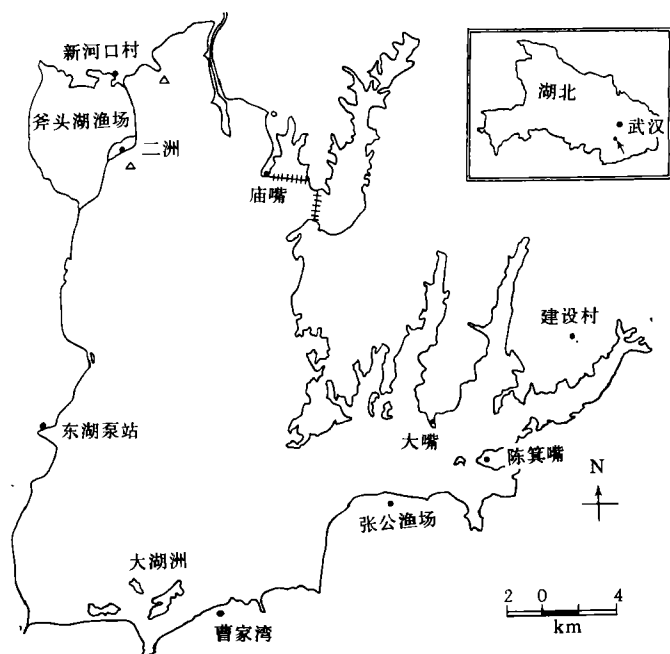 新河口村
斧头湖渔场
二洲
庙嘴
湖北
武汉
建设村
东湖泵站
大嘴
陈箕嘴
N
张公渔场
大湖洲
曹家湾
2 0 4
km